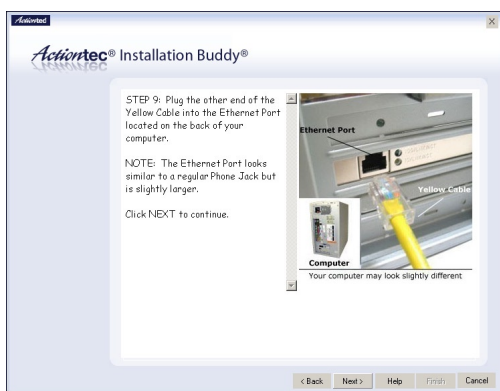 Actiontec
Actiontec® Installation Buddy®
STEP 9: Plug the other end of the
Yellow Cable into the Ethernet Port
located on the back of your
computer.
NOTE: The Ethernet Port looks
similar to a regular Phone Jack but
is slightly larger.
Click NEXT to continue.
Ethernet Port
Yellow Cable
Computer
Your computer may look slightly different
< Back
Next >
Help
Finish
Cancel